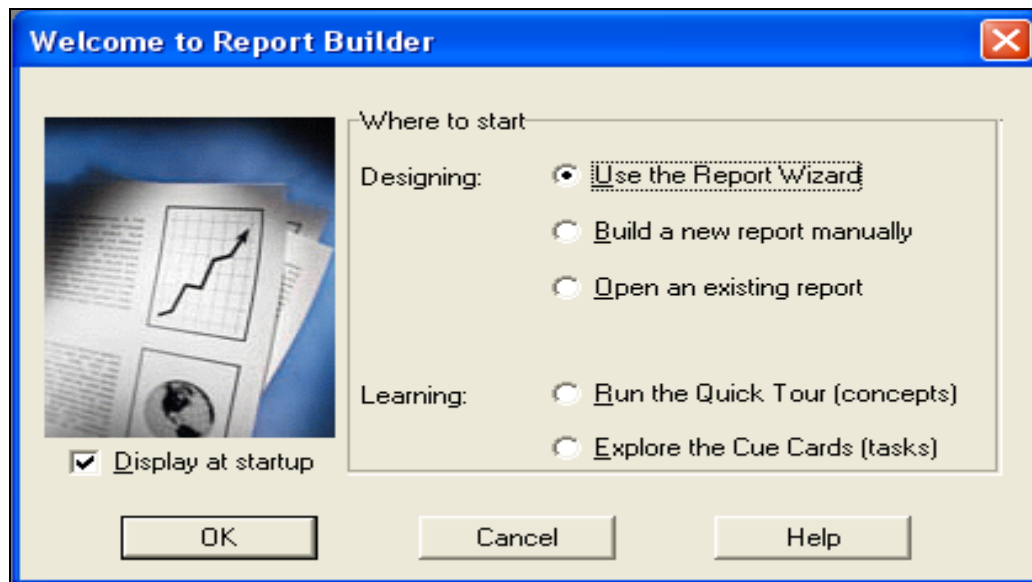 Welcome to Report Builder
Where to start
Designing:
Use the Report Wizard
Build a new report manually
Open an existing report
Learning:
Run the Quick Tour (concepts)
Explore the Cue Cards (tasks)
Display at startup
OK
Cancel
Help